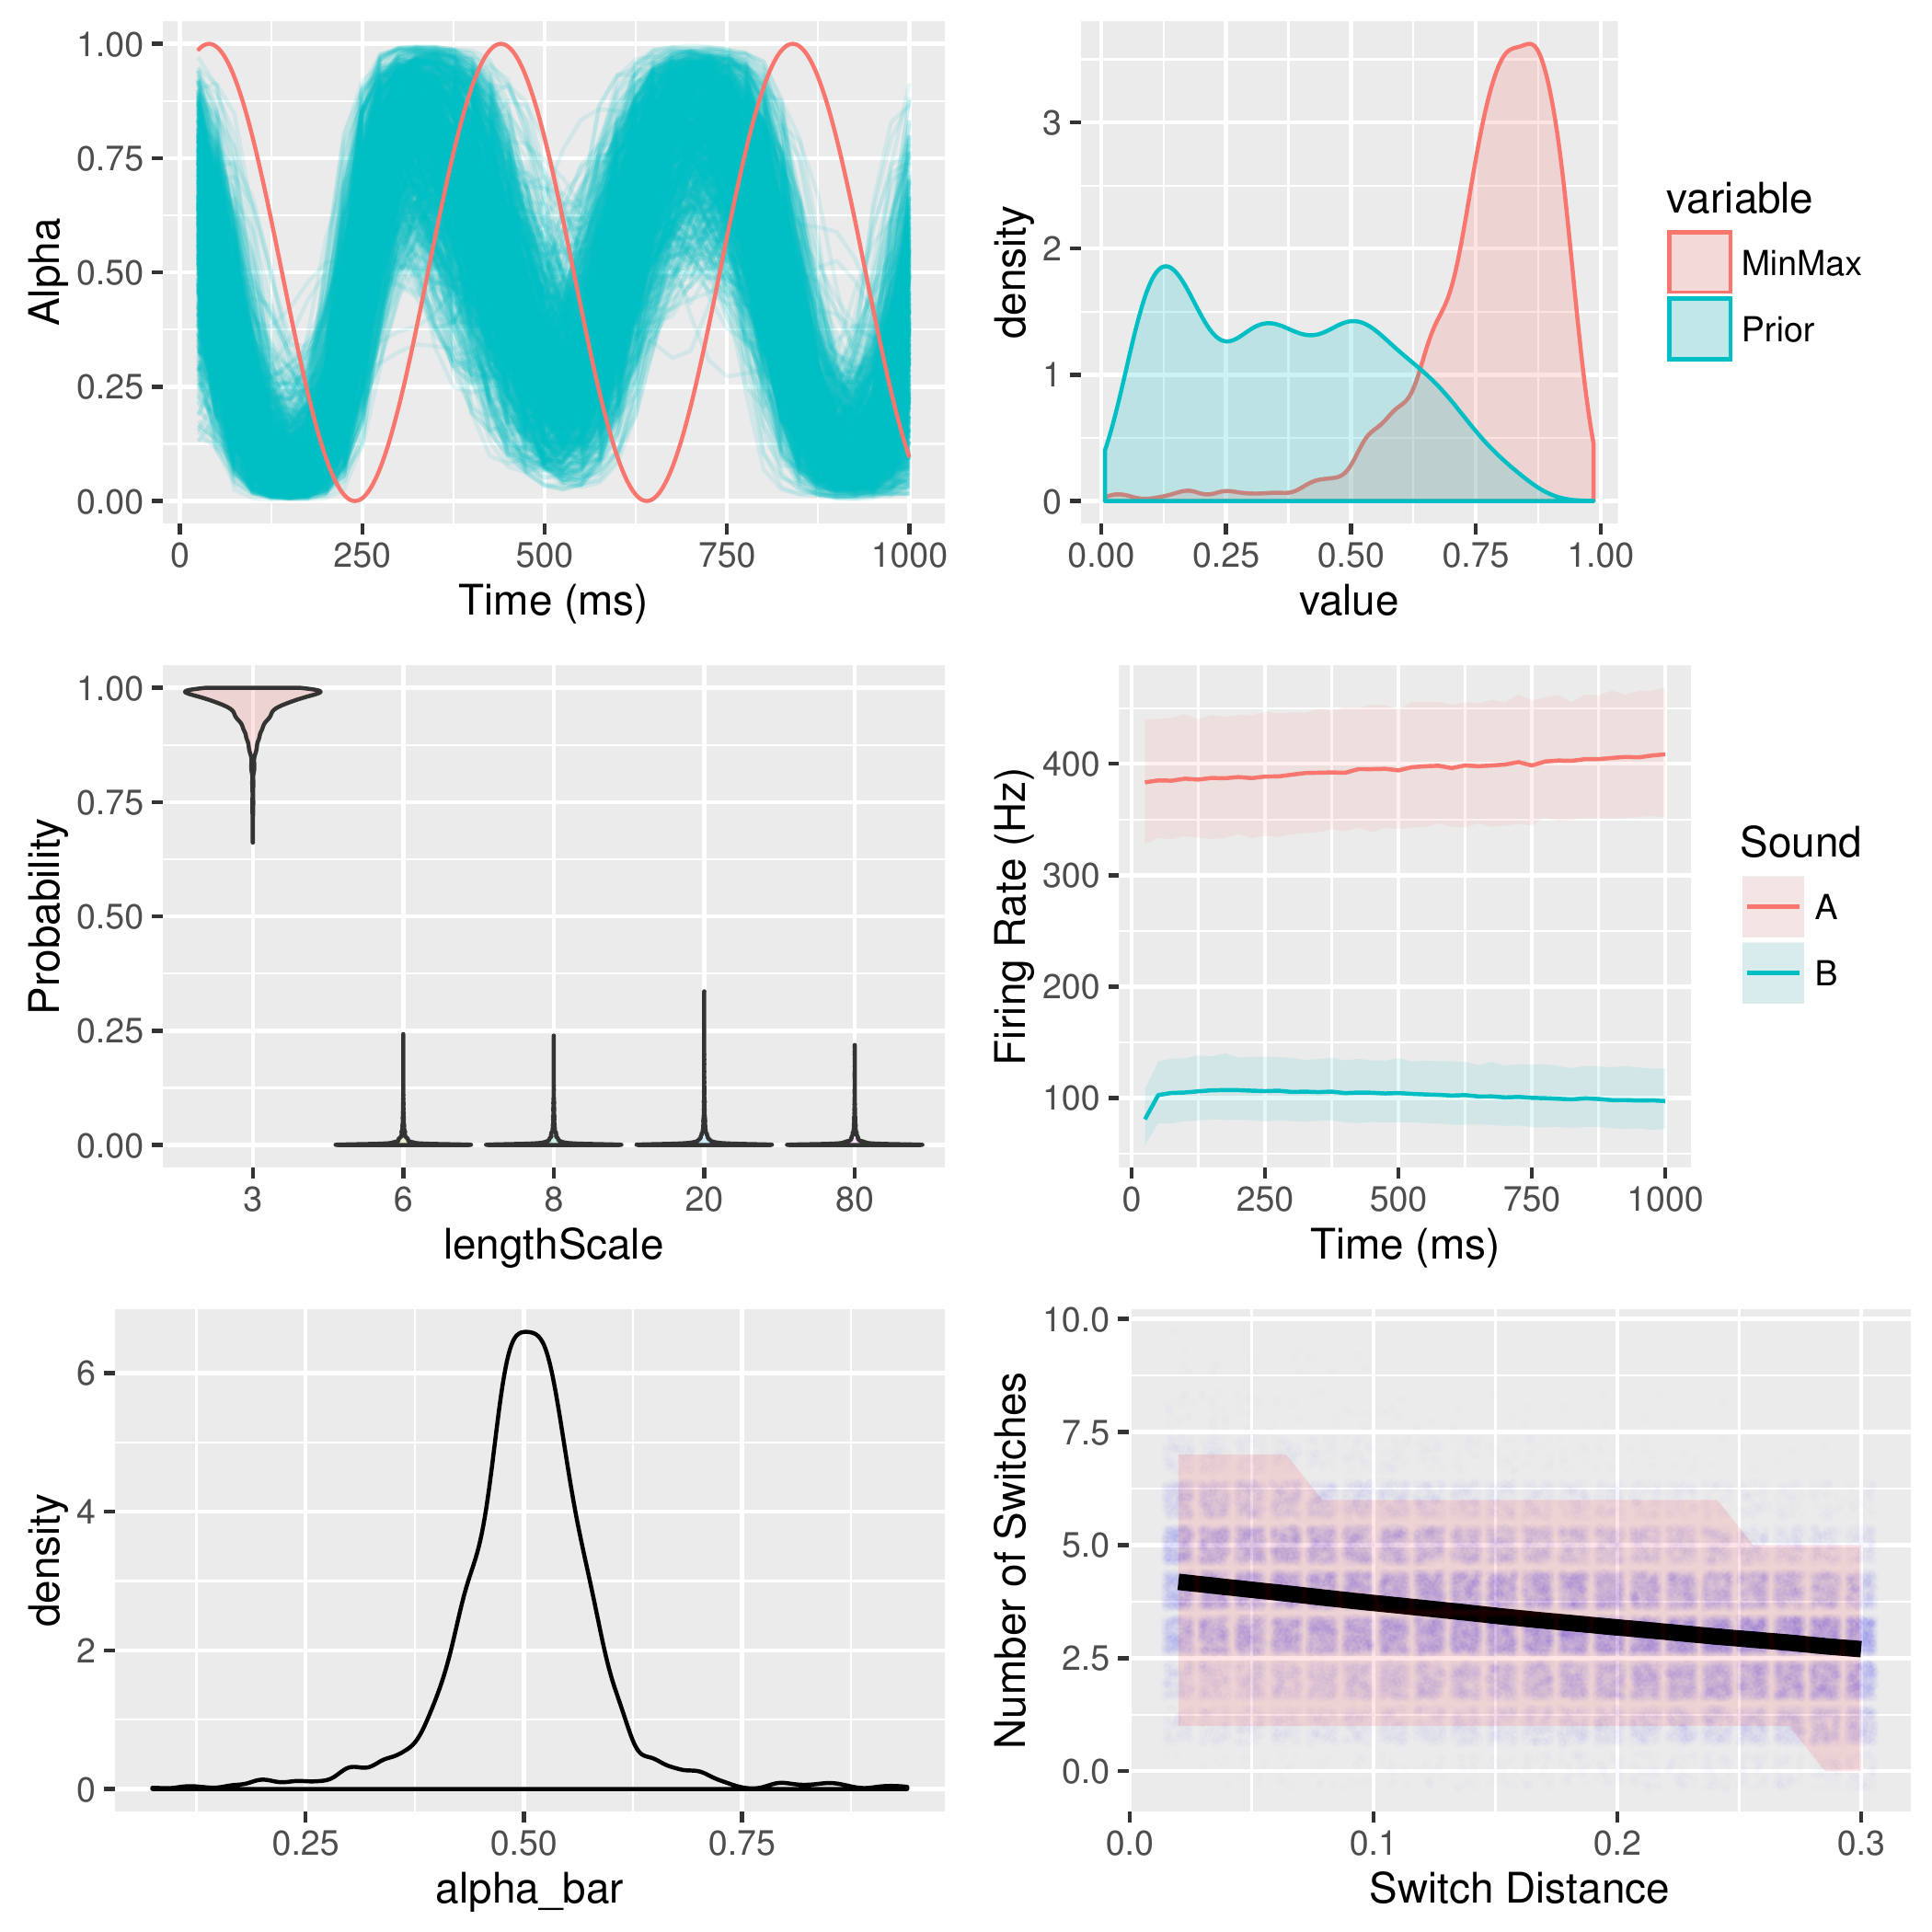 1.00
0.75
0.50
0.25
0.00
Alpha
0 250 500 750 1000
Time (ms)
3
2
1
0
density
0.00 0.25 0.50 0.75 1.00
value
variable
MinMax
Prior
1.00
0.75
0.50
0.25
0.00
Probability
3 6 8 20 80
lengthScale
400
300
200
100
Firing Rate (Hz)
0 250 500 750 1000
Time (ms)
Sound
A
B
6
4
2
0
density
0.25 0.50 0.75
alpha_bar
10.0
7.5
5.0
2.5
0.0
Number of Switches
0.0 0.1 0.2 0.3
Switch Distance